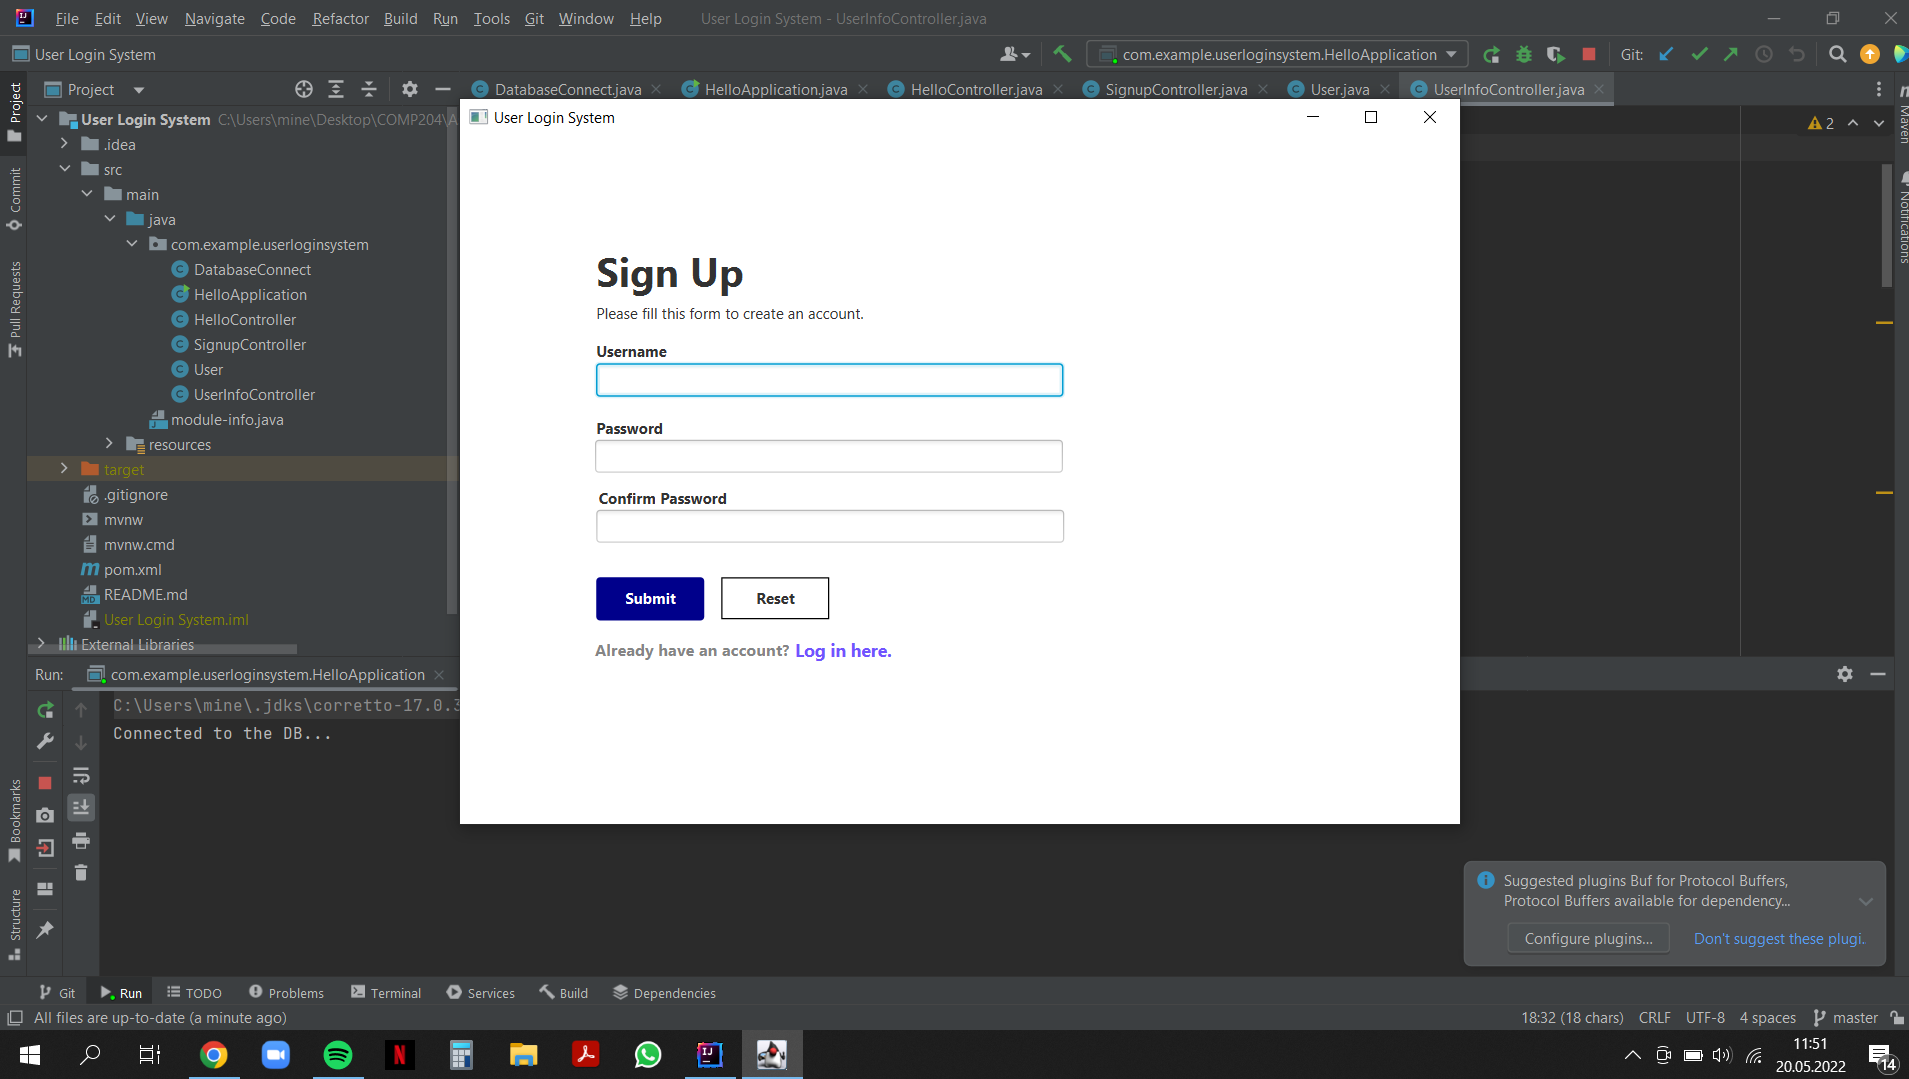 File Edit View Navigate Code Refactor Build Run Tools Git Window Help User Login System - UserInfoController.java
User Login System com.example.userloginsystem.HelloApplication Git:
Project DatabaseConnect.java HelloApplication.java HelloController.java SignupController.java User.java UserInfoController.java
User Login System C:\Users\mine\Desktop\COMP204\A
2
.idea
src
main
java
com.example.userloginsystem
DatabaseConnect
HelloApplication
HelloController
SignupController
User
UserInfoController
module-info.java
resources
target
.gitignore
mvnw
mvnw.cmd
pom.xml
README.md
User Login System.iml
External Libraries
Project
Commit
Pull Requests
Bookmarks
Structure
Maven
Notifications
User Login System
Sign Up
Please fill this form to create an account.
Username
Password
Confirm Password
Submit Reset
Already have an account? Log in here.
Run: com.example.userloginsystem.HelloApplication
C:\Users\mine\.jdks\corretto-17.0.3
Connected to the DB...
Suggested plugins Buf for Protocol Buffers,
Protocol Buffers available for dependency...
Configure plugins... Don't suggest these plugi.
Git Run TODO Problems Terminal Services Build Dependencies
All files are up-to-date (a minute ago) 18:32 (18 chars) CRLF UTF-8 4 spaces master
11:51
20.05.2022
14